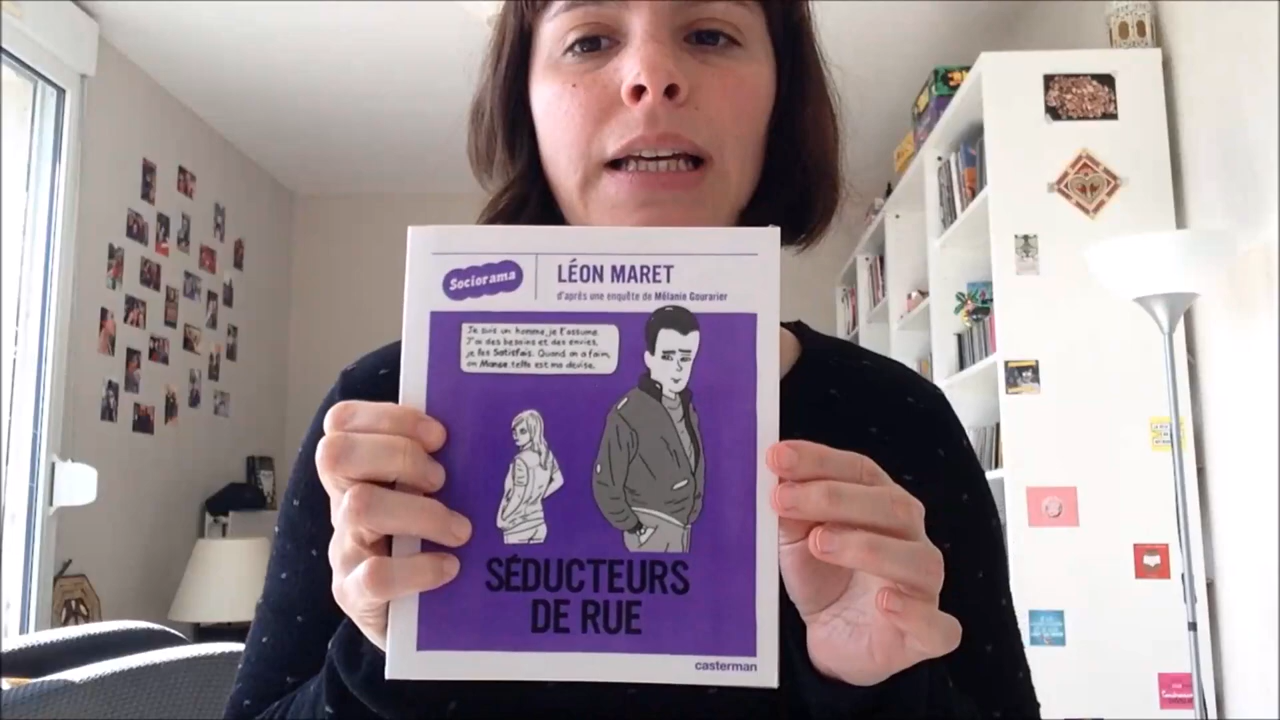 Sociorama
LÉON MARET
d'après une enquête de Mélanie Gourarier
Je suis un homme, je l'assume.
J'ai des besoins et des envies,
je les Satisfais. Quand on a faim,
on Mange, telle est ma devise.
SÉDUCTEURS
DE RUE
casterman